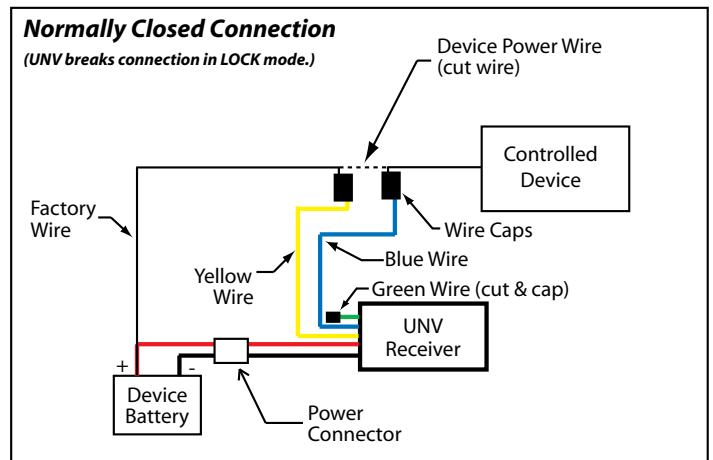 Normally Closed Connection
(UNV breaks connection in LOCK mode.)
Device Power Wire
(cut wire)
Controlled
Device
Factory
Wire
Wire Caps
Blue Wire
Yellow
Wire
Green Wire (cut & cap)
UNV
Receiver
+
-
Device
Battery
Power
Connector